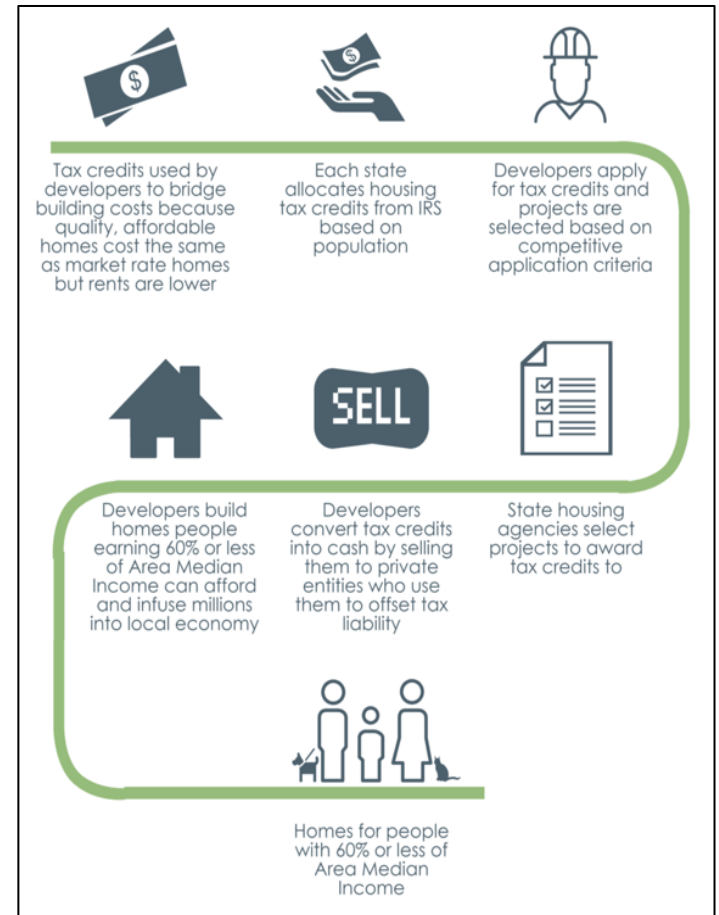 $
$
Tax credits used by
developers to bridge
building costs because
quality, affordable
homes cost the same
as market rate homes
but rents are lower
Each state
allocates housing
tax credits from IRS
based on
population
Developers apply
for tax credits and
projects are
selected based on
competitive
application criteria
SELL
State housing
agencies select
projects to award
tax credits to
Developers
convert tax credits
into cash by selling
them to private
entities who use
them to offset tax
liability
Developers build
homes people
earning 60% or less
of Area Median
Income can afford
and infuse millions
into local economy
Homes for people
with 60% or less of
Area Median
Income